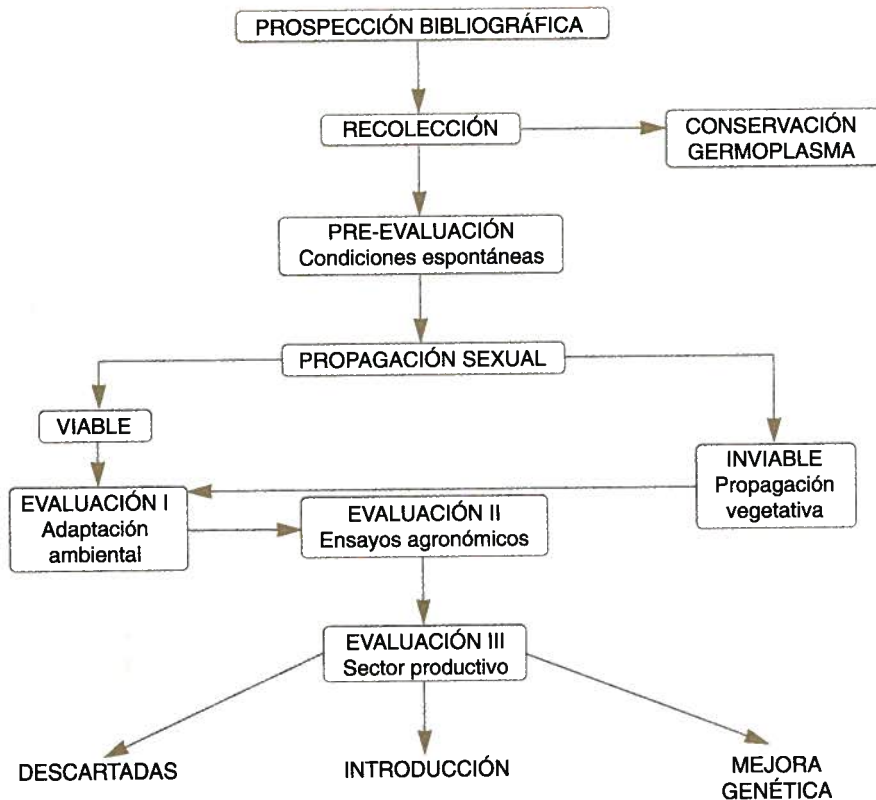 PROSPECCIÓN BIBLIOGRÁFICA
RECOLECCIÓN
CONSERVACIÓN
GERMOPLASMA
PRE-EVALUACIÓN
Condiciones espontáneas
PROPAGACIÓN SEXUAL
VIABLE
INVIABLE
Propagación
vegetativa
EVALUACIÓN I
Adaptación
ambiental
EVALUACIÓN II
Ensayos agronómicos
EVALUACIÓN III
Sector productivo
DESCARTADAS
INTRODUCCIÓN
MEJORA
GENÉTICA